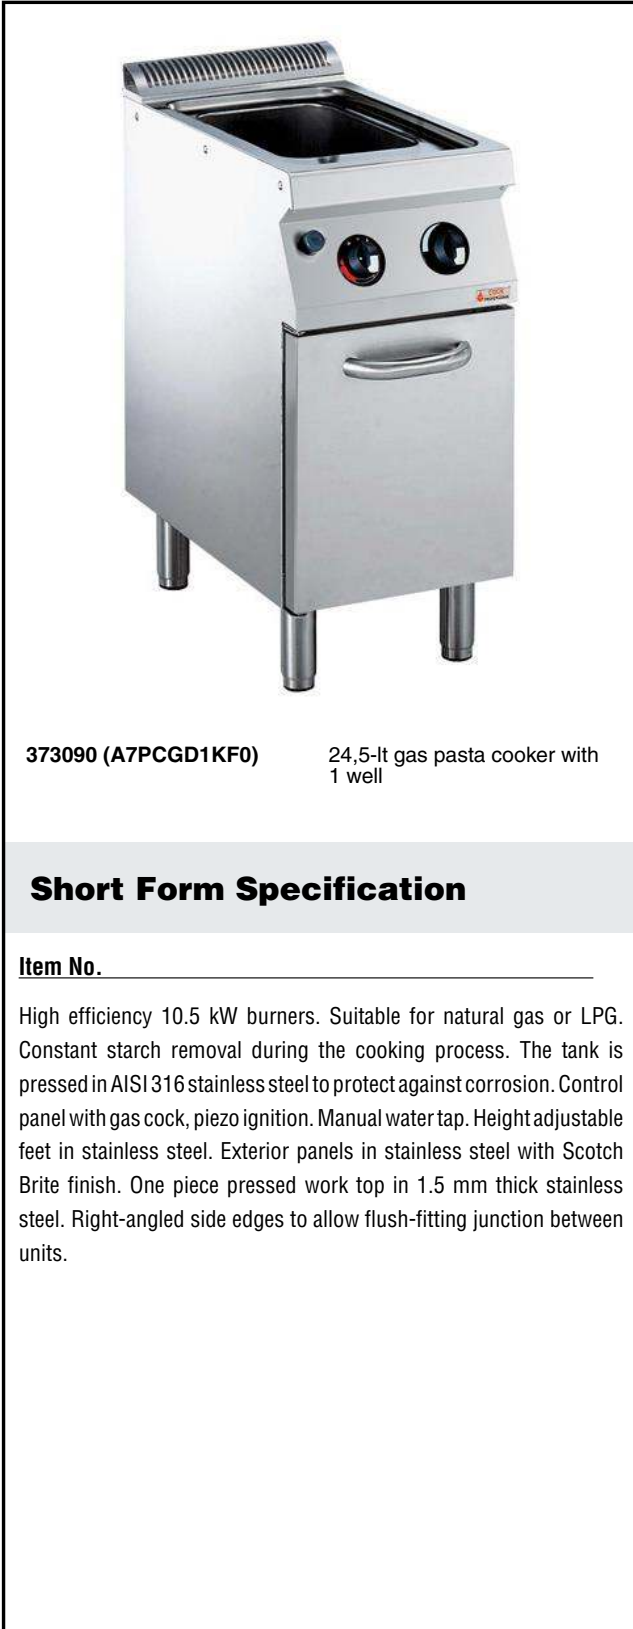 373090 (A7PCGD1KF0)
24,5-lt gas pasta cooker with
1 well
Short Form Specification
Item No.
High efficiency 10.5 kW burners. Suitable for natural gas or LPG.
Constant starch removal during the cooking process. The tank is
pressed in AISI 316 stainless steel to protect against corrosion. Control
panel with gas cock, piezo ignition. Manual water tap. Height adjustable
feet in stainless steel. Exterior panels in stainless steel with Scotch
Brite finish. One piece pressed work top in 1.5 mm thick stainless
steel. Right-angled side edges to allow flush-fitting junction between
units.